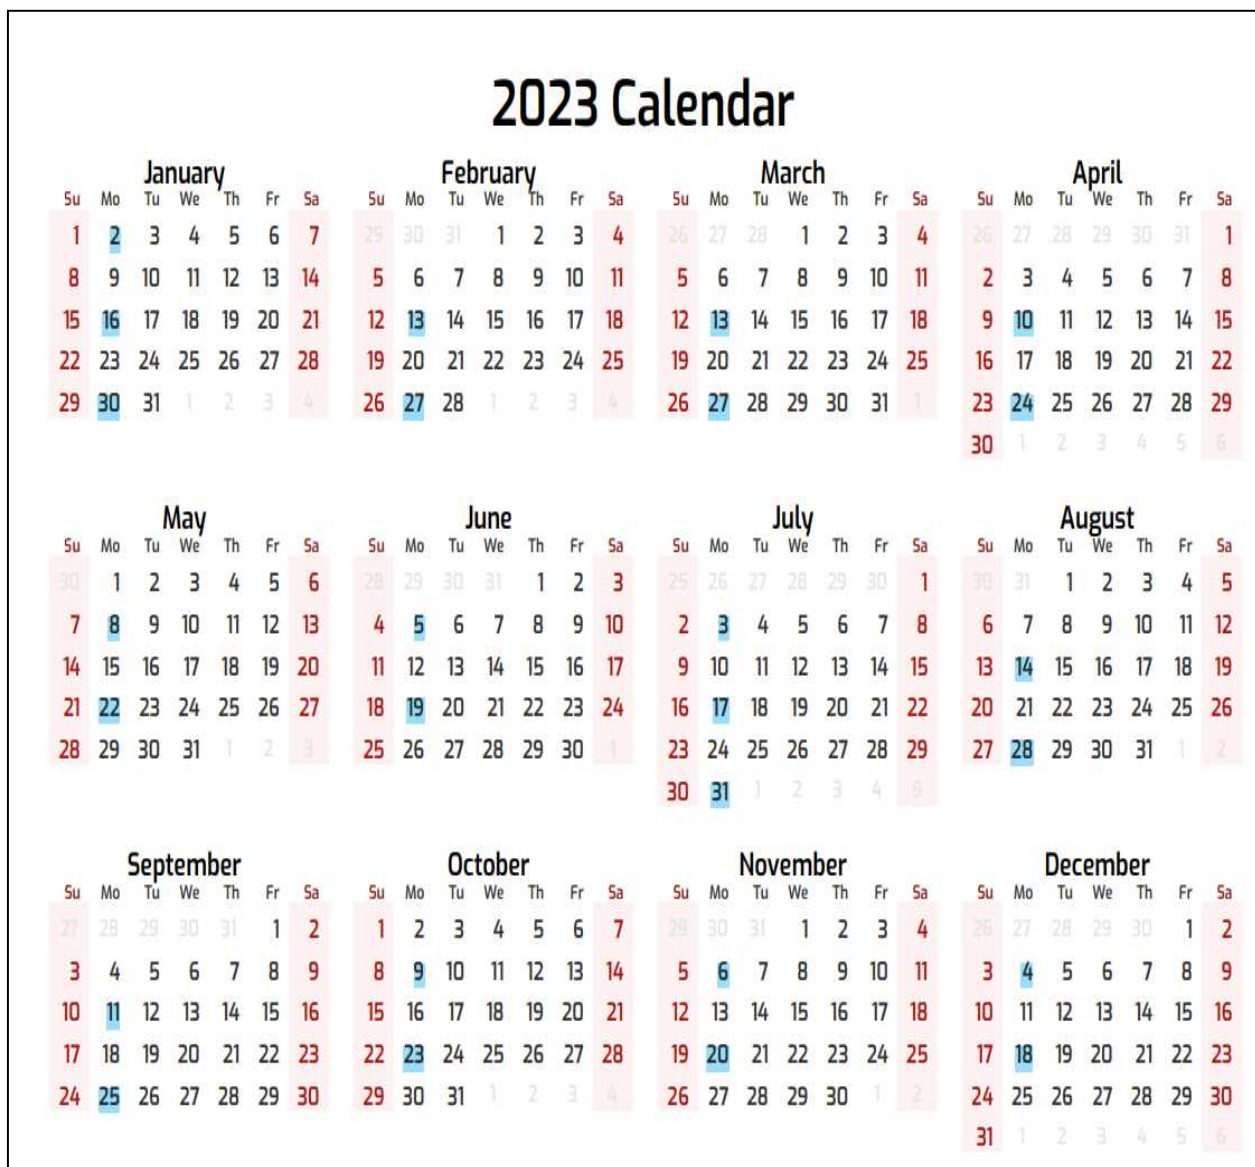 2023 Calendar
January
Su Mo Tu We Th Fr Sa
1 2 3 4 5 6 7
8 9 10 11 12 13 14
15 16 17 18 19 20 21
22 23 24 25 26 27 28
29 30 31 1 2 3 4
February
Su Mo Tu We Th Fr Sa
29 30 31 1 2 3 4
5 6 7 8 9 10 11
12 13 14 15 16 17 18
19 20 21 22 23 24 25
26 27 28 1 2 3 4
March
Su Mo Tu We Th Fr Sa
26 27 28 1 2 3 4
5 6 7 8 9 10 11
12 13 14 15 16 17 18
19 20 21 22 23 24 25
26 27 28 29 30 31 1
April
Su Mo Tu We Th Fr Sa
26 27 28 29 30 31 1
2 3 4 5 6 7 8
9 10 11 12 13 14 15
16 17 18 19 20 21 22
23 24 25 26 27 28 29
30 1 2 3 4 5 6
May
Su Mo Tu We Th Fr Sa
30 1 2 3 4 5 6
7 8 9 10 11 12 13
14 15 16 17 18 19 20
21 22 23 24 25 26 27
28 29 30 31 1 2 3
June
Su Mo Tu We Th Fr Sa
28 29 30 31 1 2 3
4 5 6 7 8 9 10
11 12 13 14 15 16 17
18 19 20 21 22 23 24
25 26 27 28 29 30 1
July
Su Mo Tu We Th Fr Sa
25 26 27 28 29 30 1
2 3 4 5 6 7 8
9 10 11 12 13 14 15
16 17 18 19 20 21 22
23 24 25 26 27 28 29
30 31 1 2 3 4 5
August
Su Mo Tu We Th Fr Sa
30 31 1 2 3 4 5
6 7 8 9 10 11 12
13 14 15 16 17 18 19
20 21 22 23 24 25 26
27 28 29 30 31 1 2
September
Su Mo Tu We Th Fr Sa
27 28 29 30 31 1 2
3 4 5 6 7 8 9
10 11 12 13 14 15 16
17 18 19 20 21 22 23
24 25 26 27 28 29 30
October
Su Mo Tu We Th Fr Sa
1 2 3 4 5 6 7
8 9 10 11 12 13 14
15 16 17 18 19 20 21
22 23 24 25 26 27 28
29 30 31 1 2 3 4
November
Su Mo Tu We Th Fr Sa
29 30 31 1 2 3 4
5 6 7 8 9 10 11
12 13 14 15 16 17 18
19 20 21 22 23 24 25
26 27 28 29 30 1 2
December
Su Mo Tu We Th Fr Sa
26 27 28 29 30 1 2
3 4 5 6 7 8 9
10 11 12 13 14 15 16
17 18 19 20 21 22 23
24 25 26 27 28 29 30
31 1 2 3 4 5 6